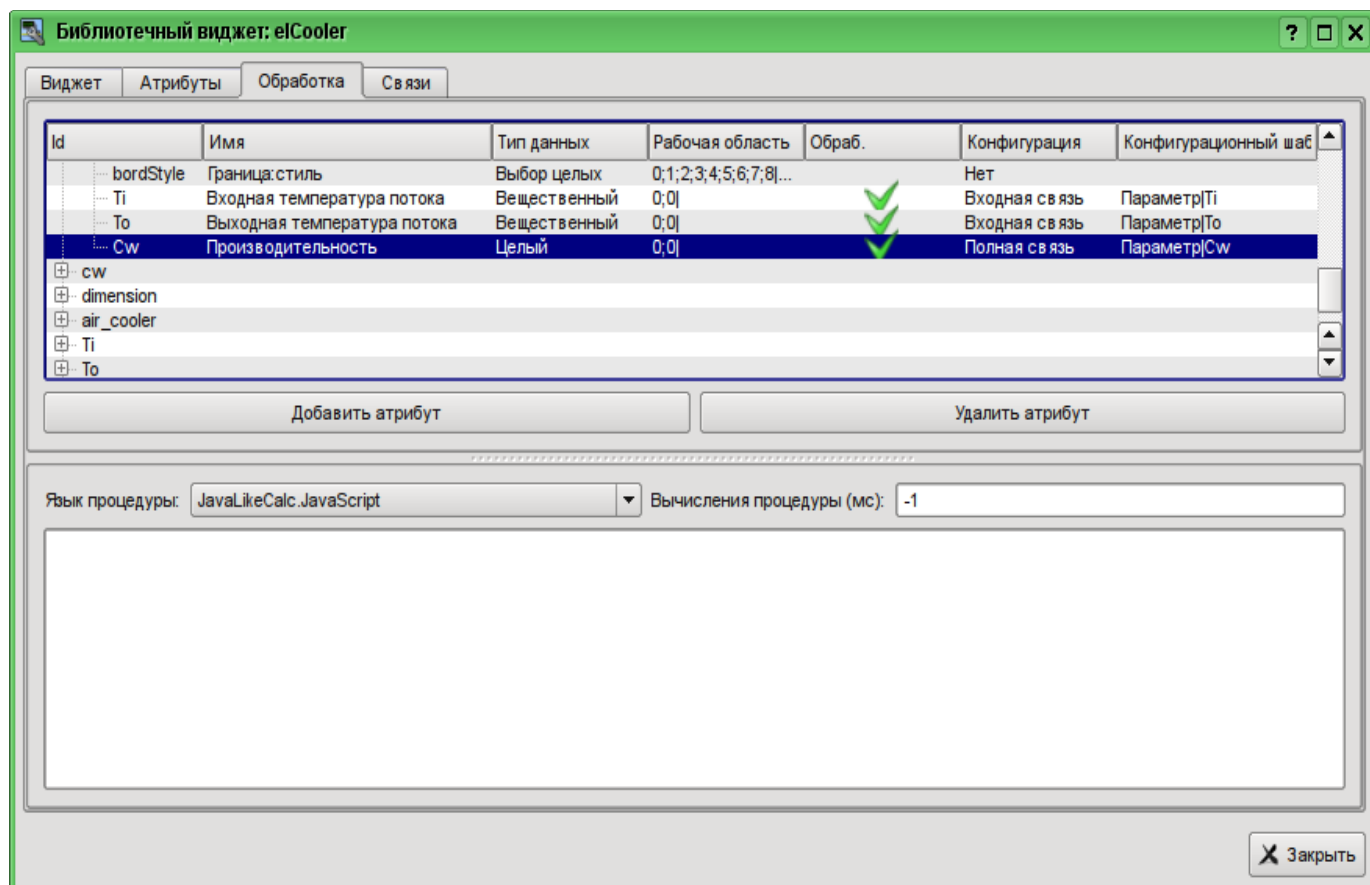 Библиотечный виджет: elCooler
Виджет Атрибуты Обработка Связи
Id Имя Тип данных Рабочая область Обраб. Конфигурация Конфигурационный шаб
bordStyle Граница:стиль Выбор целых 0;1;2;3;4;5;6;7;8|... Нет
Ti Входная температура потока Вещественный 0;0| Входная связь Параметр|Ti
To Выходная температура потока Вещественный 0;0| Входная связь Параметр|To
Cw Производительность Целый 0;0| Полная связь Параметр|Cw
cw
dimension
air_cooler
Ti
To
Добавить атрибут Удалить атрибут
Язык процедуры: JavaLikeCalc.JavaScript Вычисления процедуры (мс): -1
Закрыть